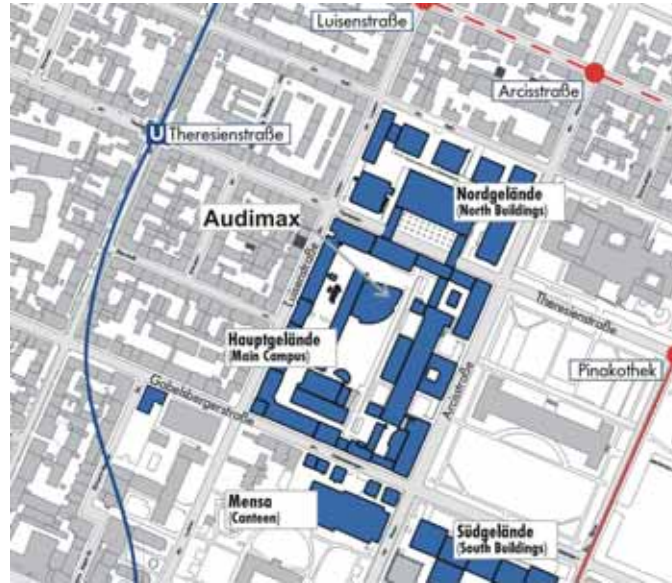 Luisenstraße
Arcisstraße
U Theresienstraße
Nordgelände
(North Buildings)
Audimax
Luisenstraße
Theresienstraße
Hauptgelände
(Main Campus)
Pinakothek
Arcisstraße
Gabelsbergerstraße
Mensa
(Canteen)
Südgelände
(South Buildings)